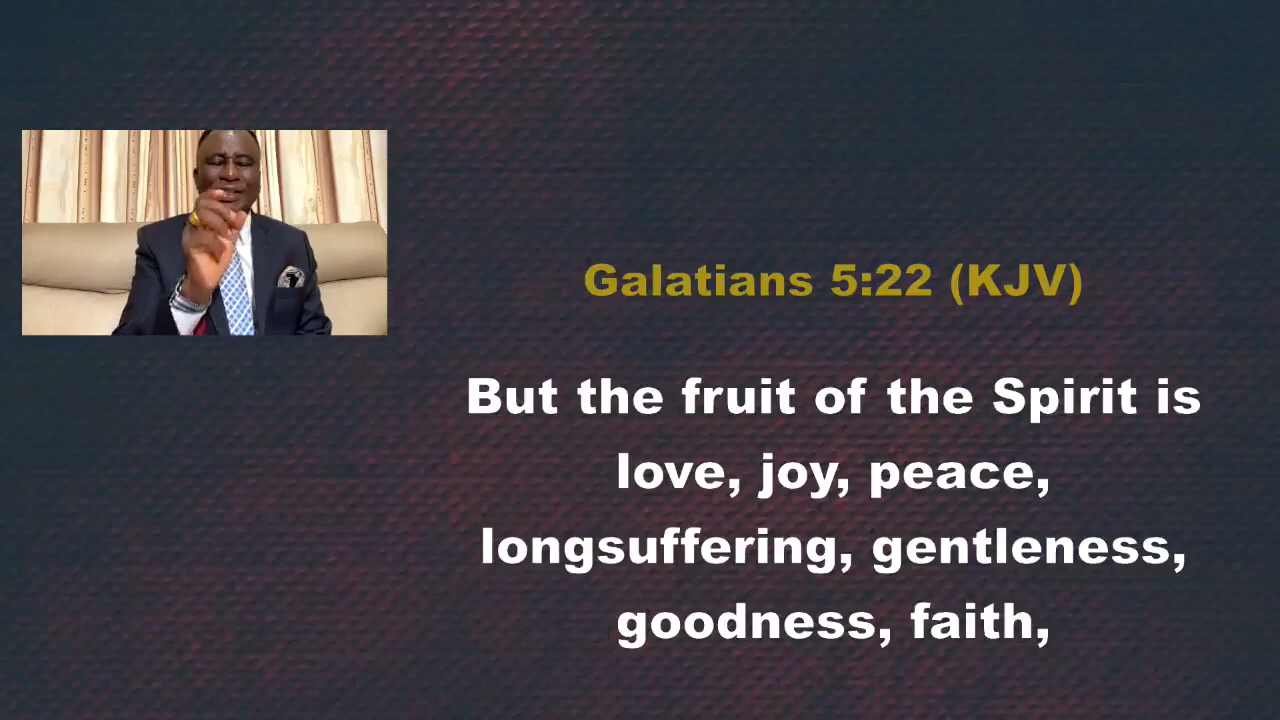 Galatians 5:22 (KJV)
But the fruit of the Spirit is
love, joy, peace,
longsuffering, gentleness,
goodness, faith,